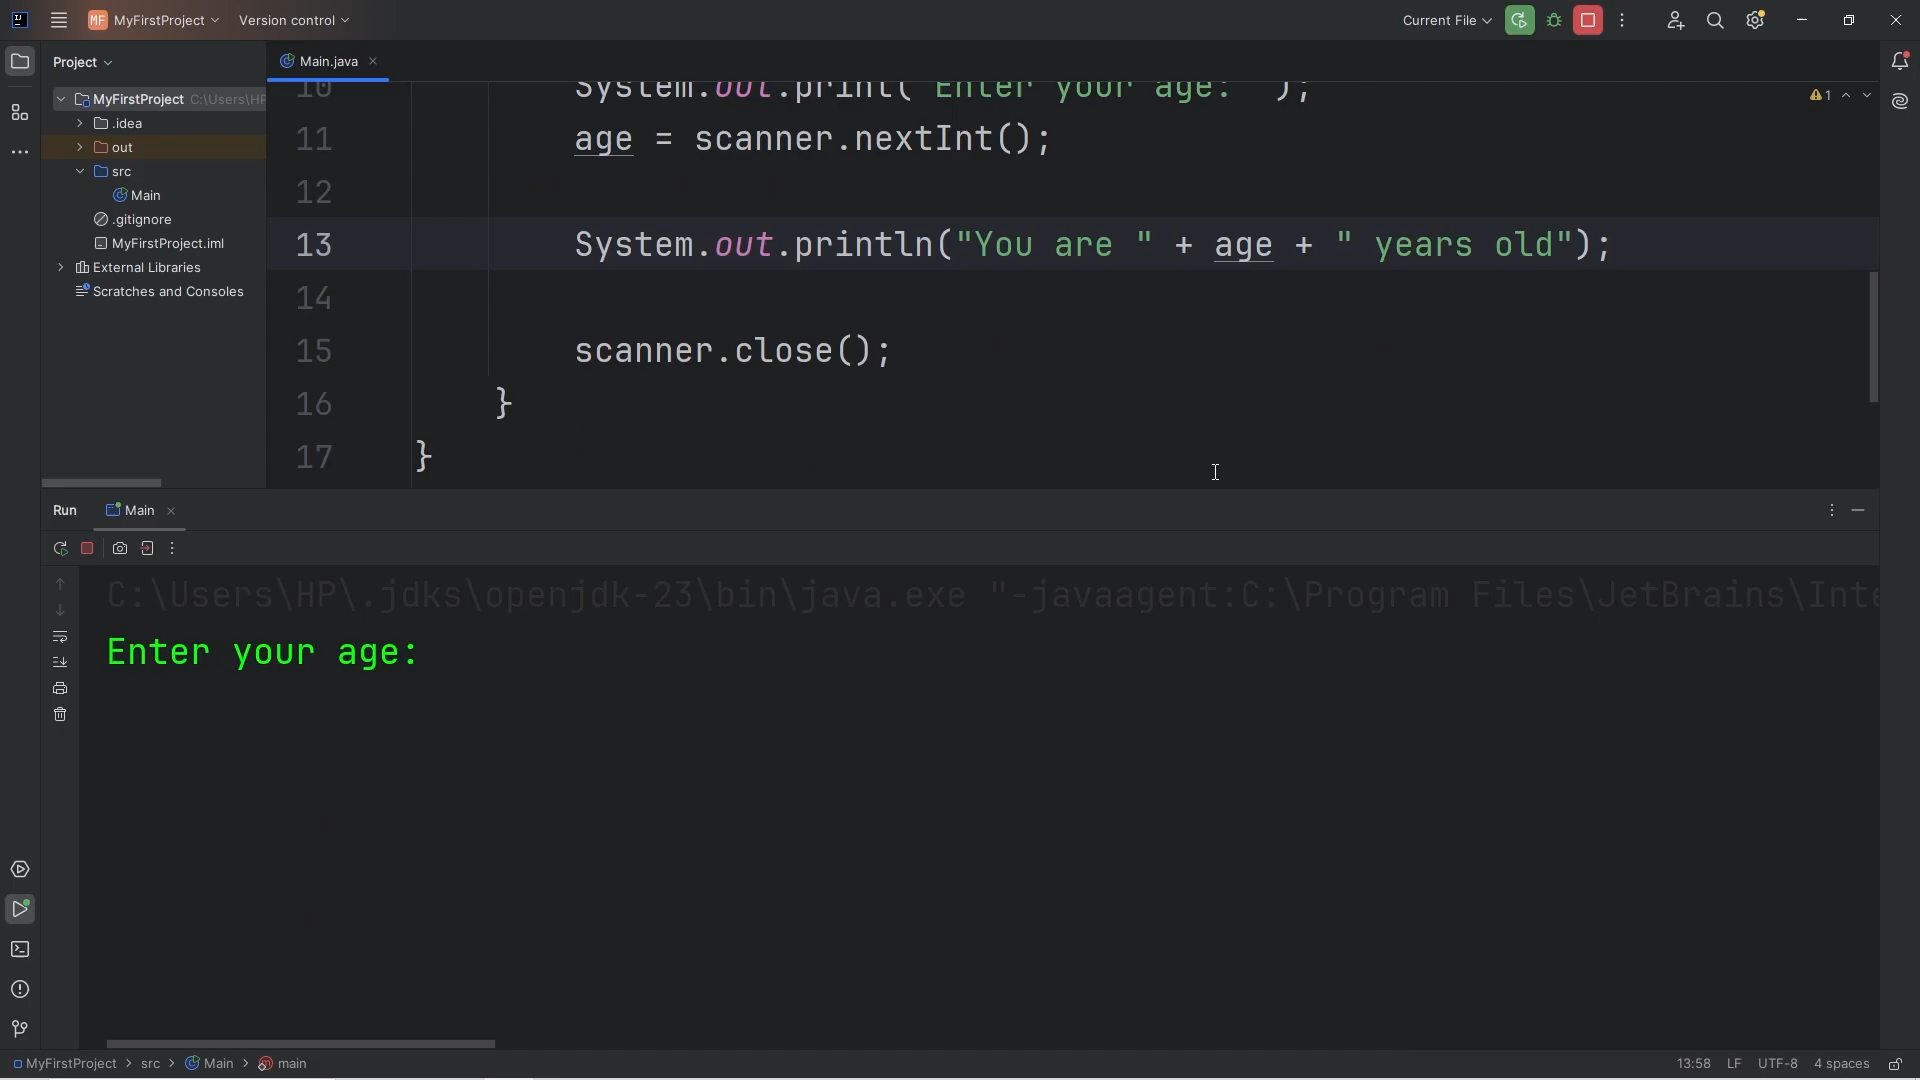 MF MyFirstProject Version control Current File
Project
Main.java
MyFirstProject C:\Users\HP
.idea
out
src
Main
.gitignore
MyFirstProject.iml
External Libraries
Scratches and Consoles
1
10 System.out.print("Enter your age: ");
11 age = scanner.nextInt();
12
13 System.out.println("You are " + age + " years old");
14
15 scanner.close();
16 }
17 }
Run Main
C:\Users\HP\.jdks\openjdk-23\bin\java.exe "-javaagent:C:\Program Files\JetBrains\Inte
Enter your age:
MyFirstProject > src > Main > main 13:58 LF UTF-8 4 spaces